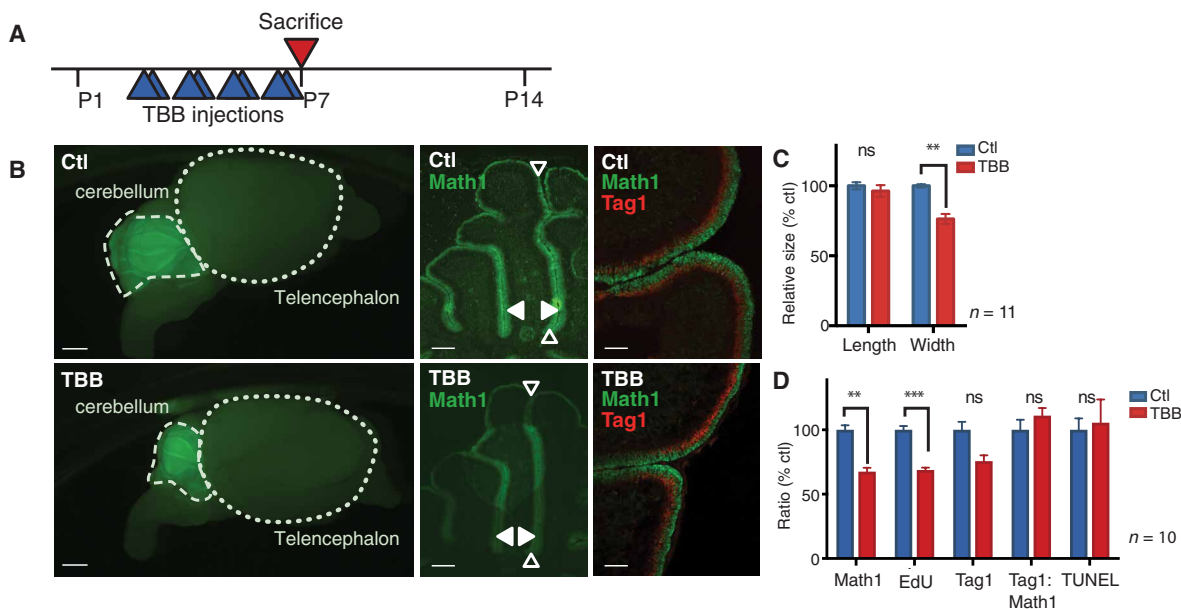 A
Sacrifice
P1
TBB injections
P7
P14
B
Ctl
cerebellum
Telencephalon
Ctl
Math1
Ctl
Math1
Tag1
TBB
cerebellum
Telencephalon
TBB
Math1
TBB
Math1
Tag1
C
Relative size (% ctl)
100
50
0
ns
**
Ctl
TBB
Length
Width
n = 11
D
Ratio (% ctl)
100
50
0
**
***
ns
ns
ns
Ctl
TBB
Math1
EdU
Tag1
Tag1:
Math1
TUNEL
n = 10